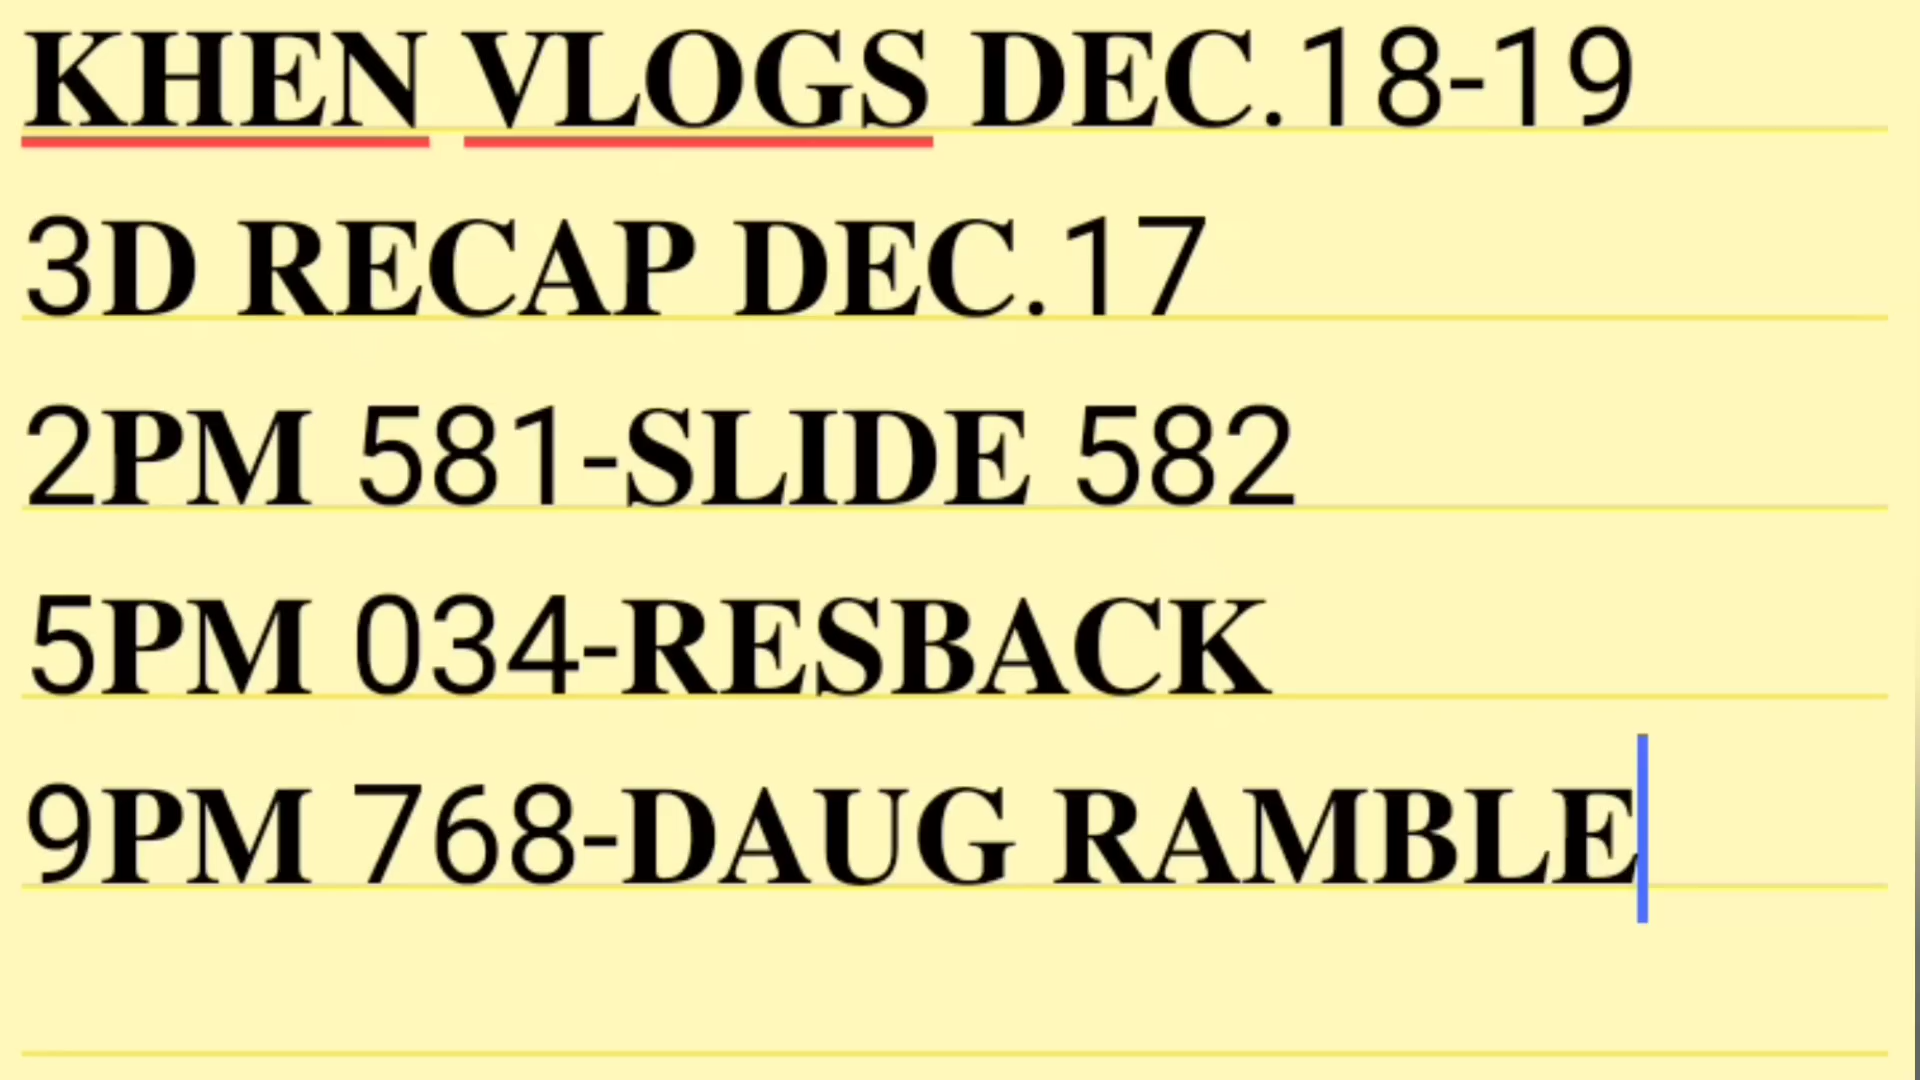 KHEN VLOGS DEC.18-19
3D RECAP DEC.17
2PM 581-SLIDE 582
5PM 034-RESBACK
9PM 768-DAUG RAMBLE